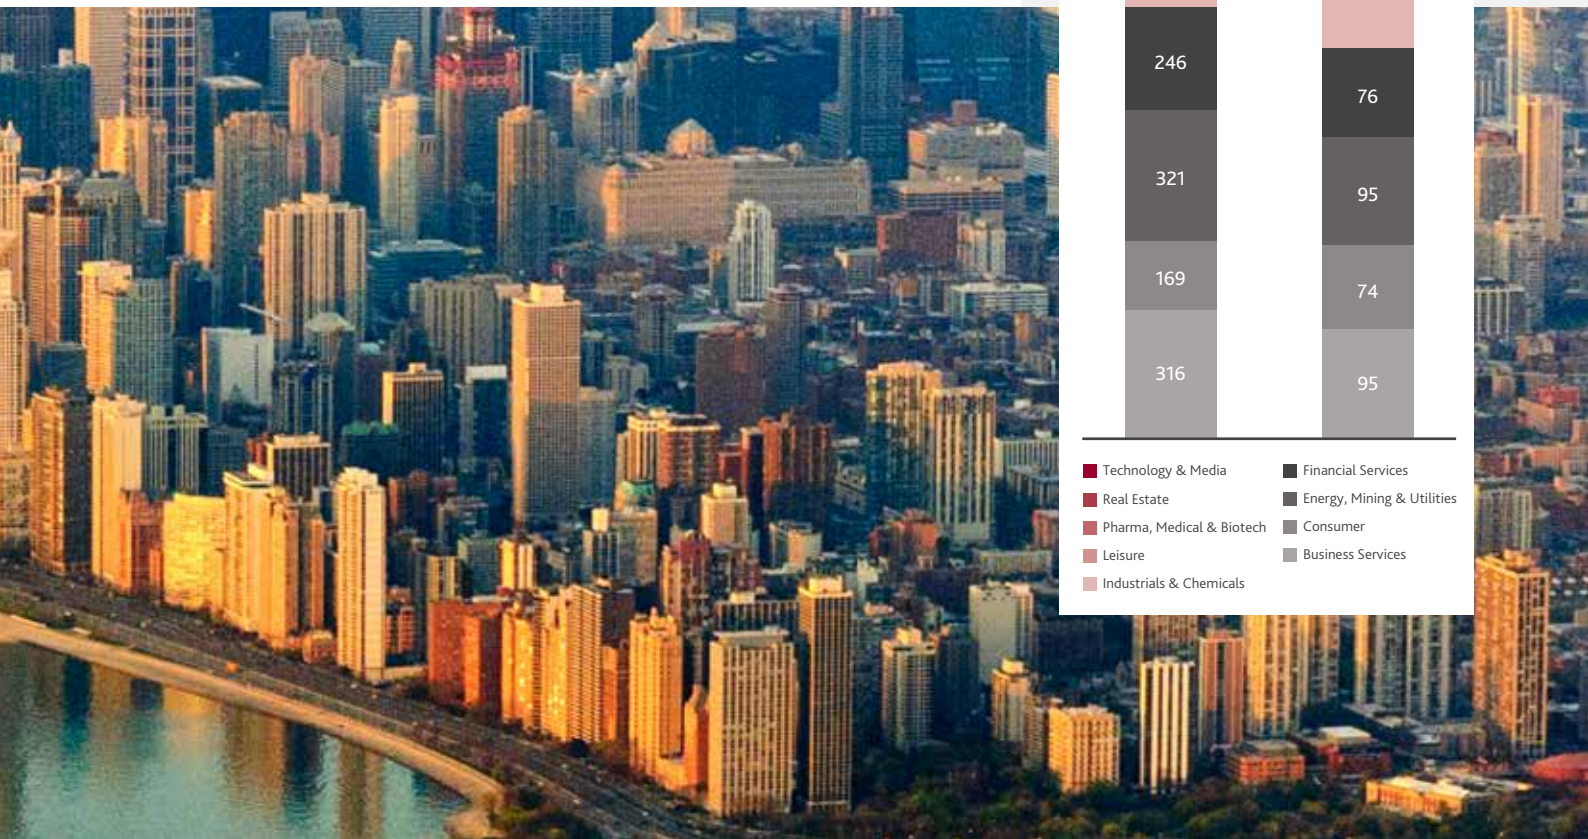 246
76
321
95
169
74
316
95
Technology & Media
Real Estate
Pharma, Medical & Biotech
Leisure
Industrials & Chemicals
Financial Services
Energy, Mining & Utilities
Consumer
Business Services